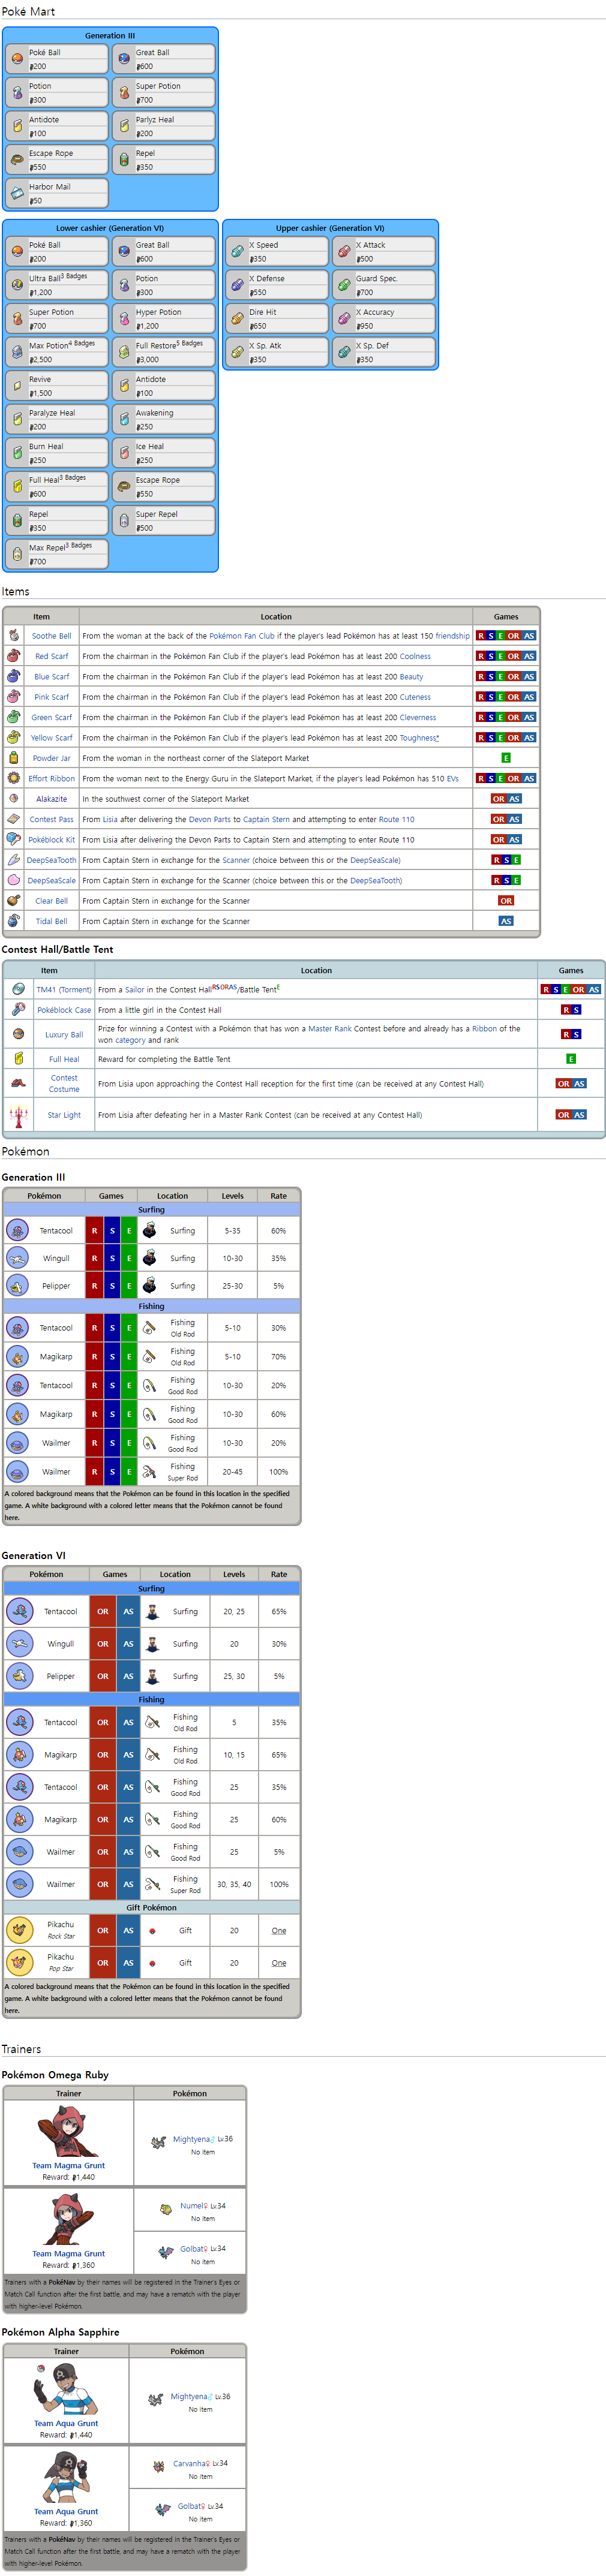 Poké Mart
Generation III
Poké Ball Great Ball
200 600
Potion Super Potion
300 700
Antidote Parlyz Heal
100 200
Escape Rope Repel
550 350
Harbor Mail
50
Lower cashier (Generation VI) Upper cashier (Generation VI)
Poké Ball Great Ball X Speed X Attack
200 600 350 500
Ultra Ball 3 Badges Potion X Defense Guard Spec.
1,200 300 550 700
Super Potion Hyper Potion Dire Hit X Accuracy
700 1,200 650 950
Max Potion 4 Badges Full Restore 5 Badges X Sp. Atk X Sp. Def
2,500 3,000 350 350
Revive Antidote
1,500 100
Paralyze Heal Awakening
200 250
Burn Heal Ice Heal
250 250
Full Heal 3 Badges Escape Rope
600 550
Repel Super Repel
350 500
Max Repel 3 Badges
700
Items
Item Location Games
Soothe Bell From the woman at the back of the Pokémon Fan Club if the player's lead Pokémon has at least 150 friendship R S E OR AS
Red Scarf From the chairman in the Pokémon Fan Club if the player's lead Pokémon has at least 200 Coolness R S E OR AS
Blue Scarf From the chairman in the Pokémon Fan Club if the player's lead Pokémon has at least 200 Beauty R S E OR AS
Pink Scarf From the chairman in the Pokémon Fan Club if the player's lead Pokémon has at least 200 Cuteness R S E OR AS
Green Scarf From the chairman in the Pokémon Fan Club if the player's lead Pokémon has at least 200 Cleverness R S E OR AS
Yellow Scarf From the chairman in the Pokémon Fan Club if the player's lead Pokémon has at least 200 Toughness* R S E OR AS
Powder Jar From the woman in the northeast corner of the Slateport Market E
Effort Ribbon From the woman next to the Energy Guru in the Slateport Market, if the player's lead Pokémon has 510 EVs R S E OR AS
Alakazite In the southwest corner of the Slateport Market OR AS
Contest Pass From Lisia after delivering the Devon Parts to Captain Stern and attempting to enter Route 110 OR AS
Pokéblock Kit From Lisia after delivering the Devon Parts to Captain Stern and attempting to enter Route 110 OR AS
DeepSeaTooth From Captain Stern in exchange for the Scanner (choice between this or the DeepSeaScale) R S E
DeepSeaScale From Captain Stern in exchange for the Scanner (choice between this or the DeepSeaTooth) R S E
Clear Bell From Captain Stern in exchange for the Scanner OR
Tidal Bell From Captain Stern in exchange for the Scanner AS
Contest Hall/Battle Tent
Item Location Games
TM41 (Torment) From a Sailor in the Contest Hall RSORAS/Battle Tent E R S E OR AS
Pokéblock Case From a little girl in the Contest Hall R S
Luxury Ball Prize for winning a Contest with a Pokémon that has won a Master Rank Contest before and already has a Ribbon of the R S
won category and rank
Full Heal Reward for completing the Battle Tent E
Contest
Costume From Lisia upon approaching the Contest Hall reception for the first time (can be received at any Contest Hall) OR AS
Star Light From Lisia after defeating her in a Master Rank Contest (can be received at any Contest Hall) OR AS
Pokémon
Generation III
Pokémon Games Location Levels Rate
Surfing
Tentacool R S E Surfing 5-35 60%
Wingull R S E Surfing 10-30 35%
Pelipper R S E Surfing 25-30 5%
Fishing
Tentacool R S E Fishing Old Rod 5-10 30%
Magikarp R S E Fishing Old Rod 5-10 70%
Tentacool R S E Fishing Good Rod 10-30 20%
Magikarp R S E Fishing Good Rod 10-30 60%
Wailmer R S E Fishing Good Rod 10-30 20%
Wailmer R S E Fishing Super Rod 20-45 100%
A colored background means that the Pokémon can be found in this location in the specified
game. A white background with a colored letter means that the Pokémon cannot be found
here.
Generation VI
Pokémon Games Location Levels Rate
Surfing
Tentacool OR AS Surfing 20, 25 65%
Wingull OR AS Surfing 20 30%
Pelipper OR AS Surfing 25, 30 5%
Fishing
Tentacool OR AS Fishing Old Rod 5 35%
Magikarp OR AS Fishing Old Rod 10, 15 65%
Tentacool OR AS Fishing Good Rod 25 35%
Magikarp OR AS Fishing Good Rod 25 60%
Wailmer OR AS Fishing Good Rod 25 5%
Wailmer OR AS Fishing Super Rod 30, 35, 40 100%
Gift Pokémon
Pikachu Rock Star OR AS Gift 20 One
Pikachu Pop Star OR AS Gift 20 One
A colored background means that the Pokémon can be found in this location in the specified
game. A white background with a colored letter means that the Pokémon cannot be found
here.
Trainers
Pokémon Omega Ruby
Trainer Pokémon
Mightyena♂ Lv.36
No item
Team Magma Grunt
Reward: 1,440
Numel♀ Lv.34
No item
Golbat♀ Lv.34
No item
Team Magma Grunt
Reward: 1,360
Trainers with a PokéNav by their names will be registered in the Trainer's Eyes or
Match Call function after the first battle, and may have a rematch with the player
with higher-level Pokémon.
Pokémon Alpha Sapphire
Trainer Pokémon
Mightyena♂ Lv.36
No item
Team Aqua Grunt
Reward: 1,440
Carvanha♀ Lv.34
No item
Golbat♀ Lv.34
No item
Team Aqua Grunt
Reward: 1,360
Trainers with a PokéNav by their names will be registered in the Trainer's Eyes or
Match Call function after the first battle, and may have a rematch with the player
with higher-level Pokémon.